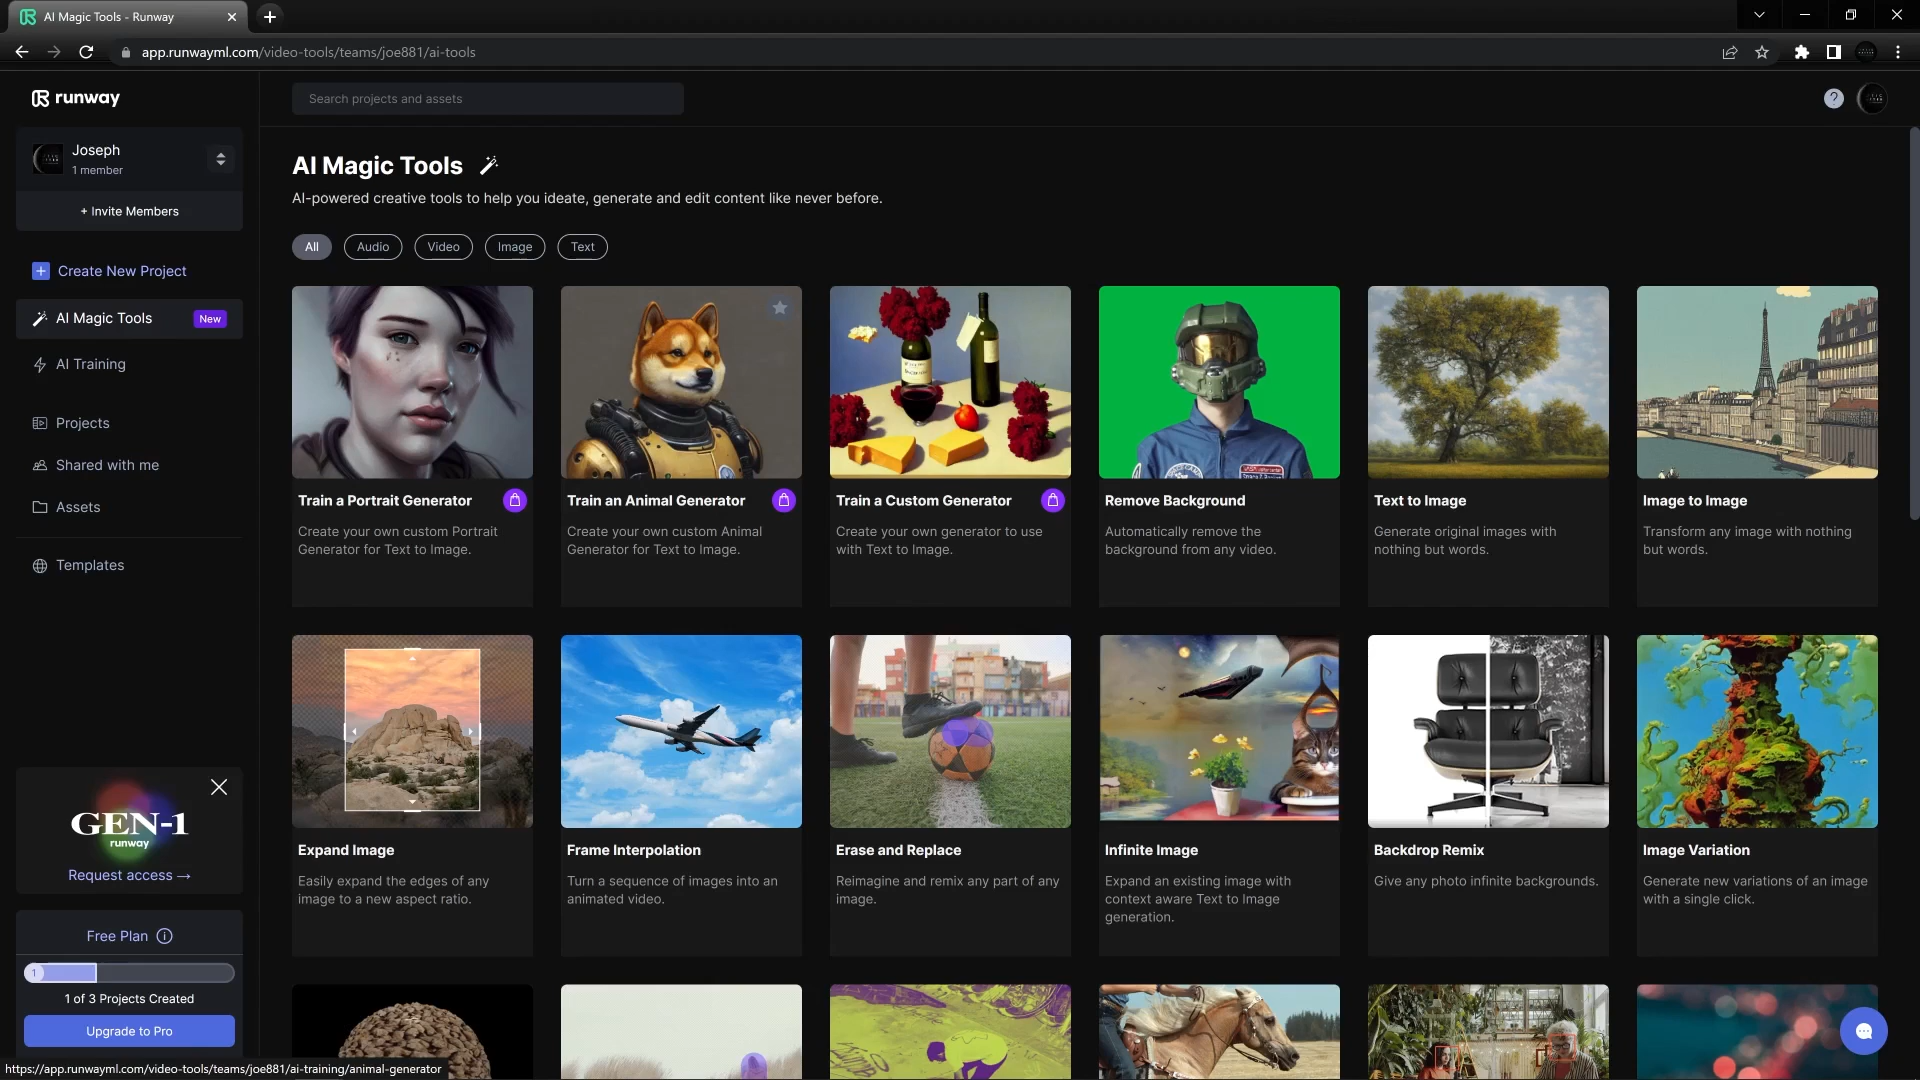 AI Magic Tools - Runway
app.runwayml.com/video-tools/teams/joe881/ai-tools
runway
Search projects and assets
?
Joseph
1 member
+ Invite Members
Create New Project
AI Magic Tools
New
AI Training
Projects
Shared with me
Assets
Templates
GEN-1
runway
Request access →
Free Plan
1
1 of 3 Projects Created
Upgrade to Pro
AI Magic Tools
AI-powered creative tools to help you ideate, generate and edit content like never before.
All
Audio
Video
Image
Text
Train a Portrait Generator
Create your own custom Portrait
Generator for Text to Image.
Train an Animal Generator
Create your own custom Animal
Generator for Text to Image.
Train a Custom Generator
Create your own generator to use
with Text to Image.
Remove Background
Automatically remove the
background from any video.
Text to Image
Generate original images with
nothing but words.
Image to Image
Transform any image with nothing
but words.
Expand Image
Easily expand the edges of any
image to a new aspect ratio.
Frame Interpolation
Turn a sequence of images into an
animated video.
Erase and Replace
Reimagine and remix any part of any
image.
Infinite Image
Expand an existing image with
context aware Text to Image
generation.
Backdrop Remix
Give any photo infinite backgrounds.
Image Variation
Generate new variations of an image
with a single click.
https://app.runwayml.com/video-tools/teams/joe881/ai-training/animal-generator